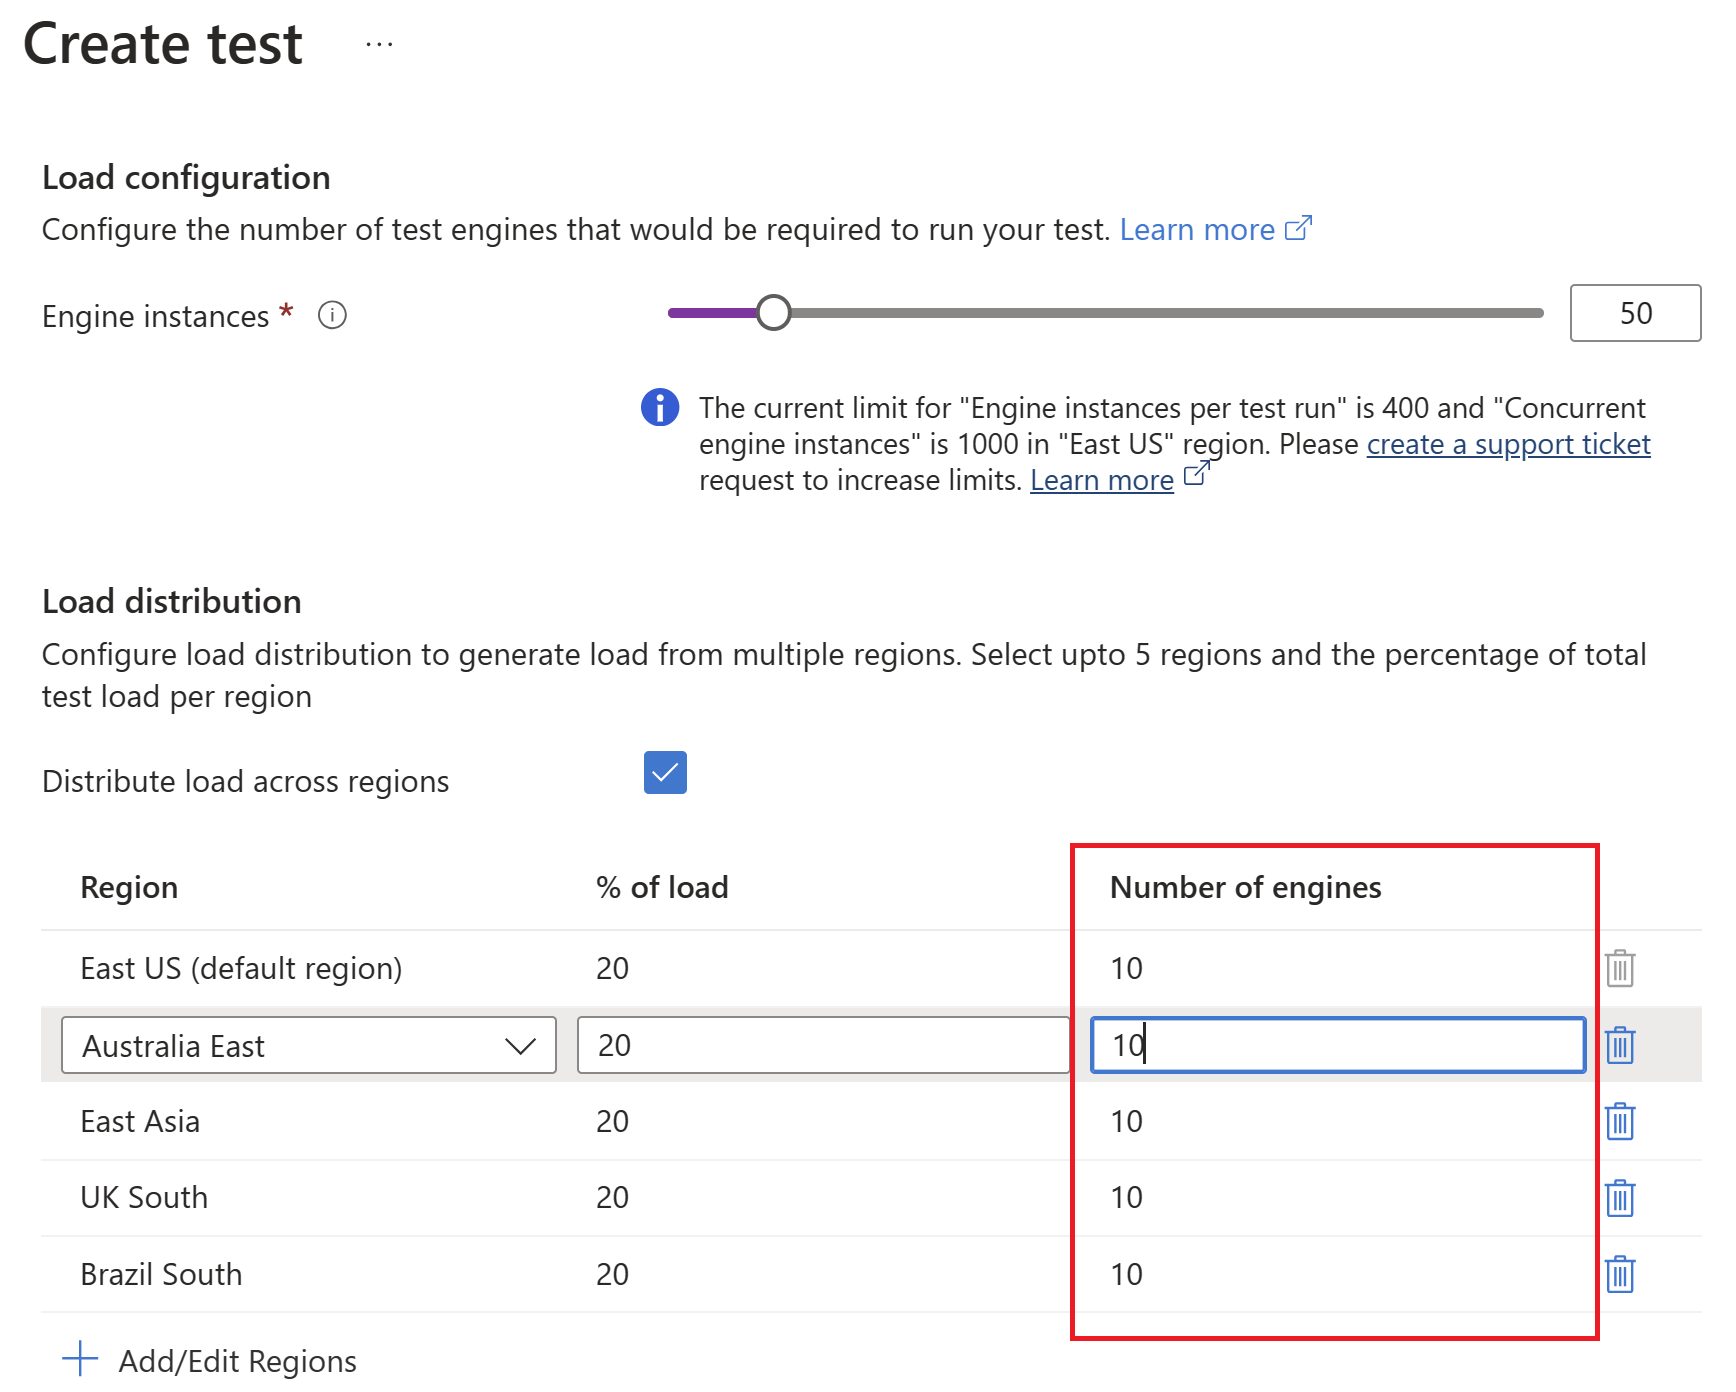 Create test ...
Load configuration
Configure the number of test engines that would be required to run your test. Learn more
Engine instances * 50
The current limit for "Engine instances per test run" is 400 and "Concurrent
engine instances" is 1000 in "East US" region. Please create a support ticket
request to increase limits. Learn more
Load distribution
Configure load distribution to generate load from multiple regions. Select upto 5 regions and the percentage of total
test load per region
Distribute load across regions
Region % of load Number of engines
East US (default region) 20 10
Australia East 20 10
East Asia 20 10
UK South 20 10
Brazil South 20 10
Add/Edit Regions